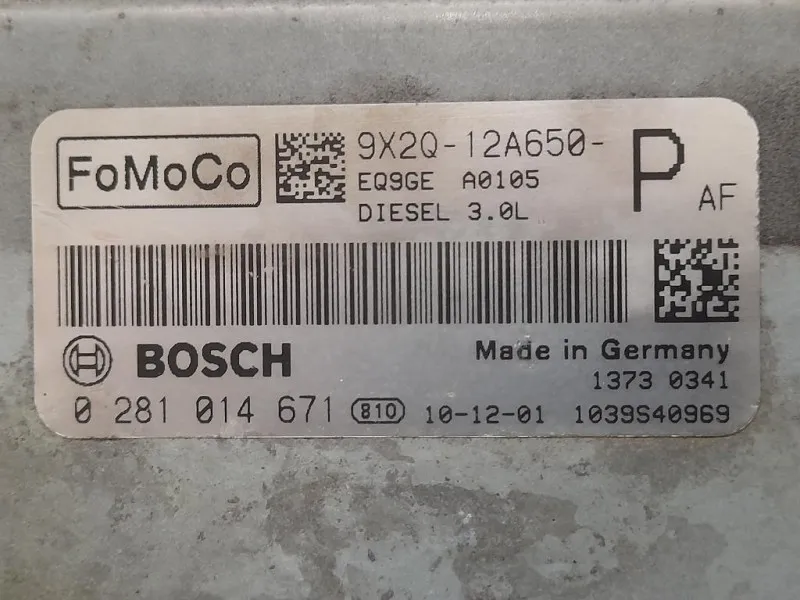 FoMoCo
9X2Q-12A650-
P
AF
EQ9GE A0105
DIESEL 3.0L
BOSCH
Made in Germany
1373 0341
0 281 014 671 810 10-12-01 1039S40969